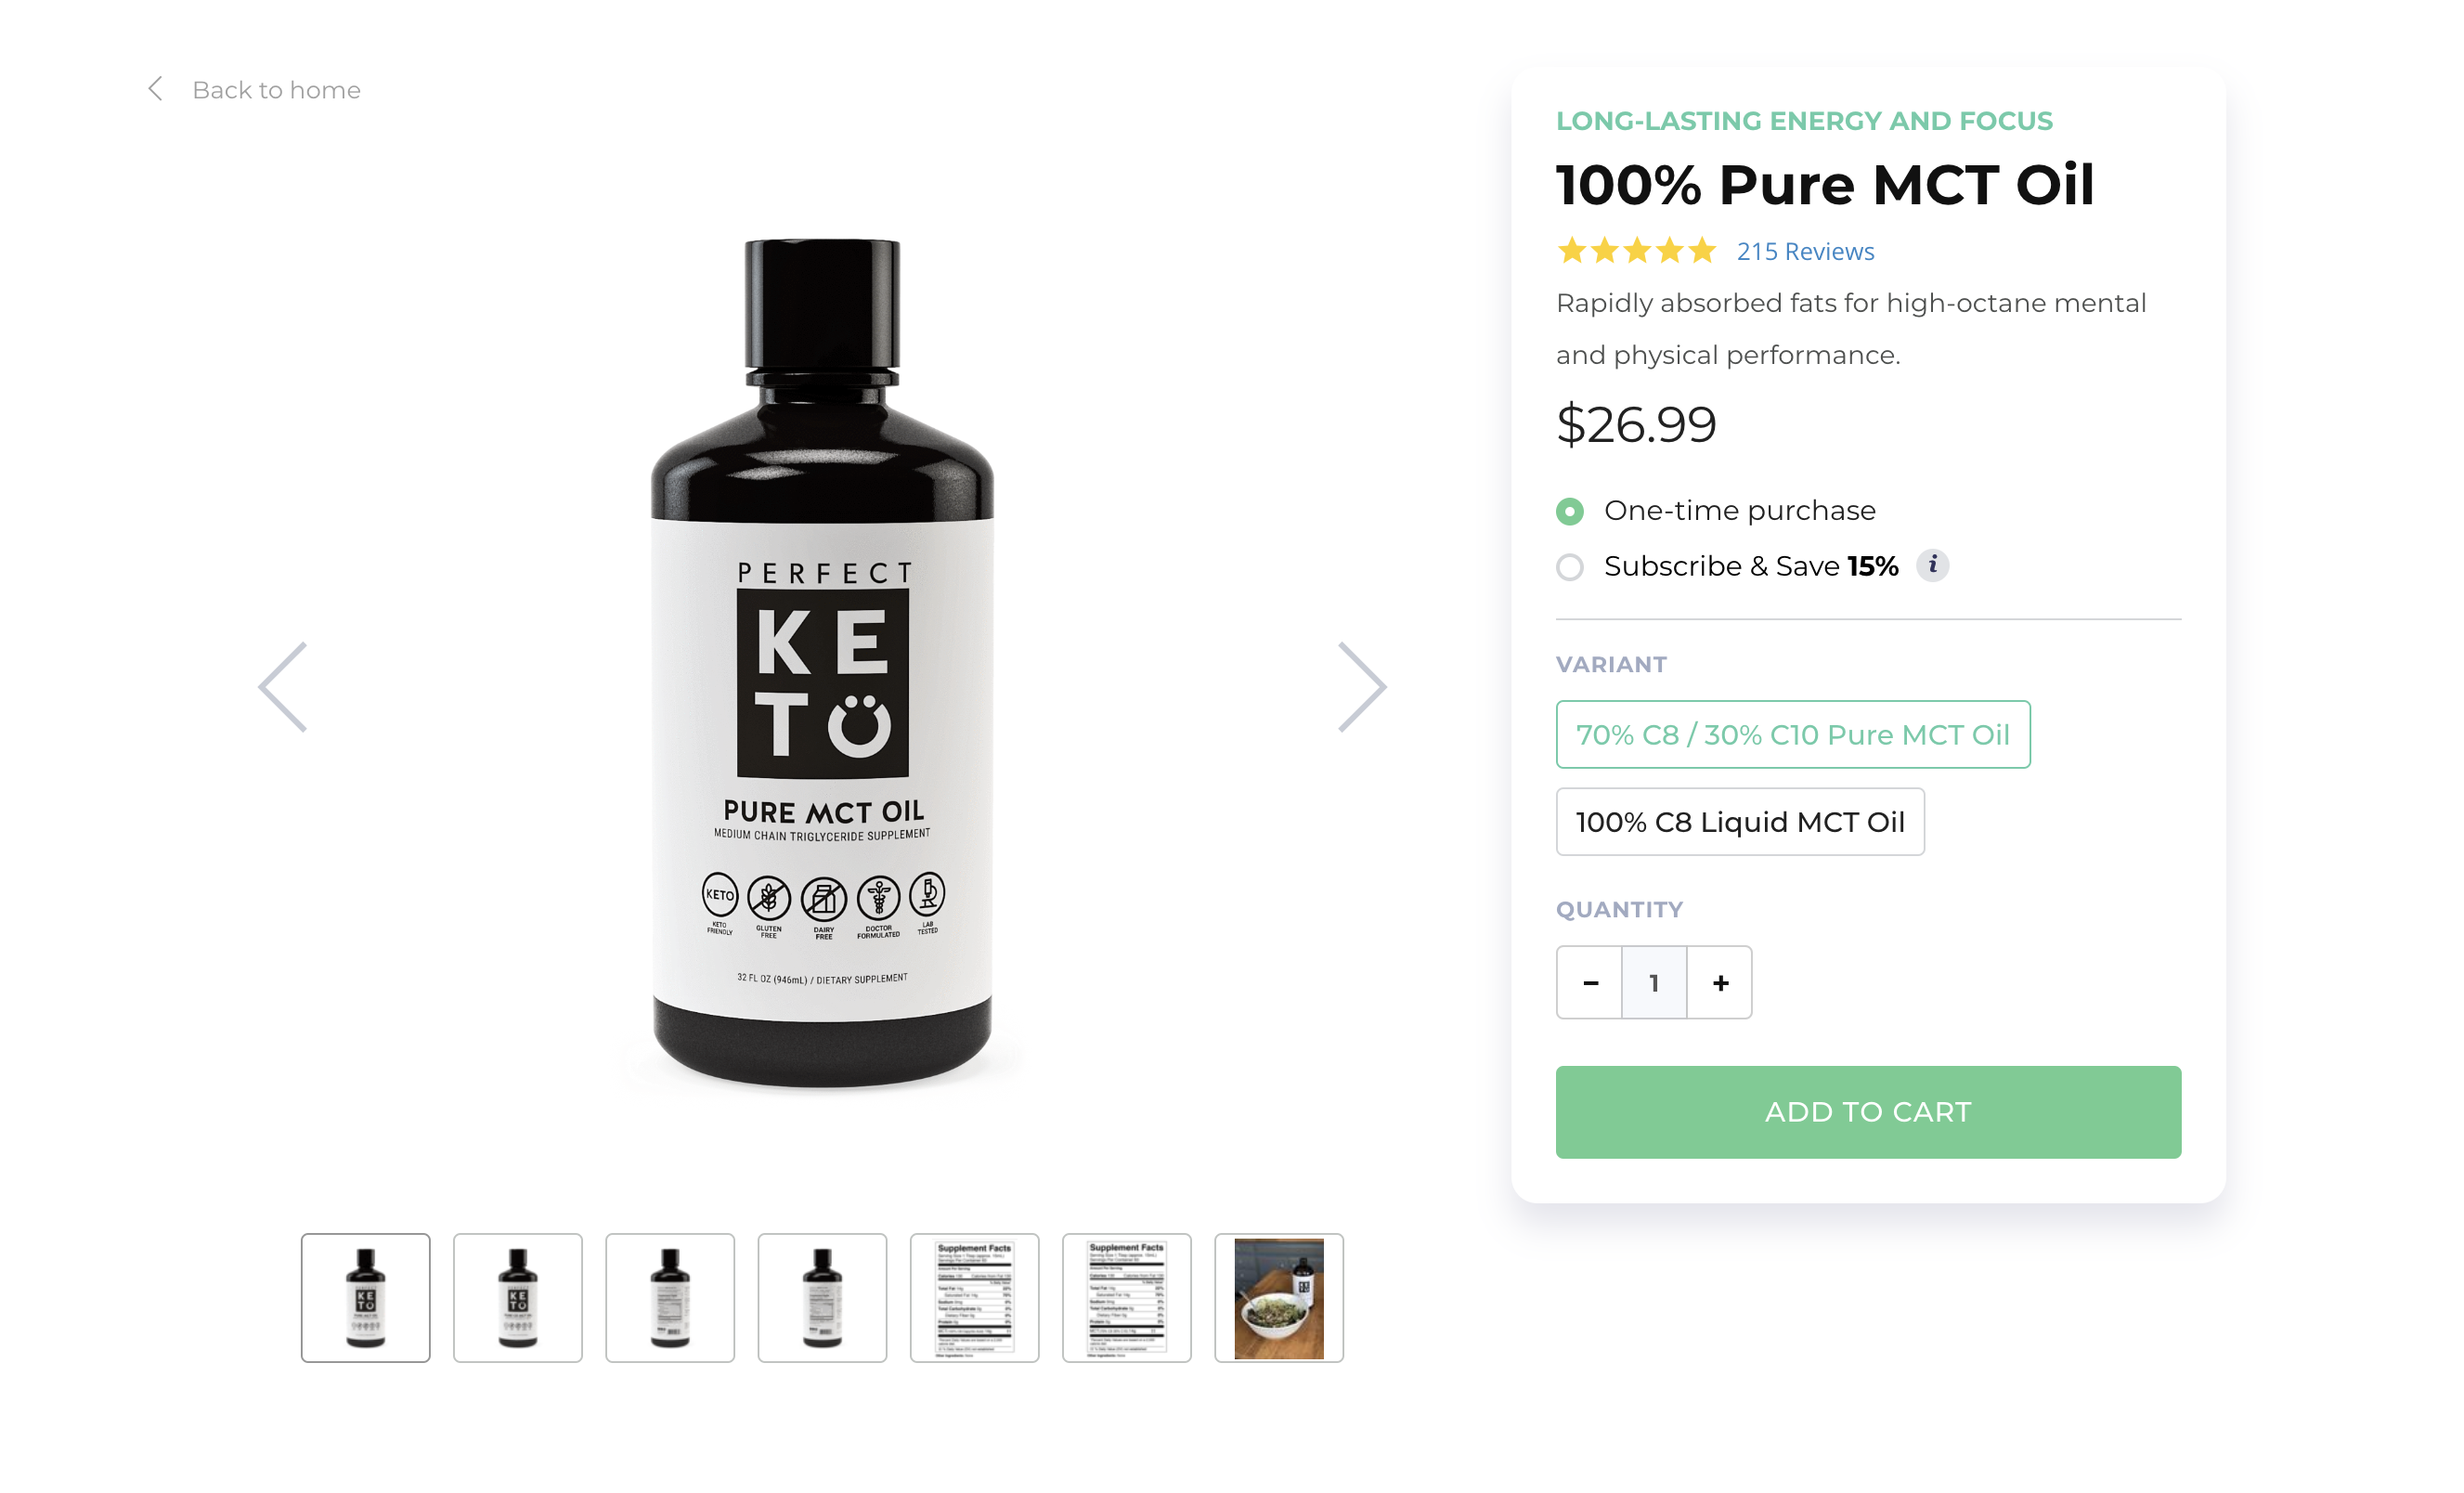 Back to home
PERFECT
KE
TÖ
PURE MCT OIL
MEDIUM CHAIN TRIGLYCERIDE SUPPLEMENT
KETO
KETO FRIENDLY
GLUTEN FREE
DAIRY FREE
DOCTOR FORMULATED
LAB TESTED
32 FL OZ (946mL) / DIETARY SUPPLEMENT
Supplement Facts
Supplement Facts
LONG-LASTING ENERGY AND FOCUS
100% Pure MCT Oil
215 Reviews
Rapidly absorbed fats for high-octane mental
and physical performance.
$26.99
One-time purchase
Subscribe & Save 15% i
VARIANT
70% C8 / 30% C10 Pure MCT Oil
100% C8 Liquid MCT Oil
QUANTITY
− 1 +
ADD TO CART